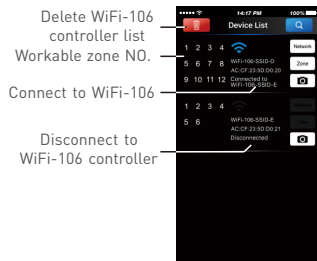 Delete WiFi-106
controller list
Workable zone NO.
Connect to WiFi-106
Disconnect to
WiFi-106 controller
14:17 PM 100%
Device List
1 2 3 4
5 6 7 8
9 10 11 12
WiFi-106-SSID-D
AC:CF:23:5D:D0:20
Connected to
WiFi-106_SSID-E
Network
Zone
1 2 3 4
5 6
WiFi-106-SSID-E
AC:CF:23:5D:D0:21
Disconnected
Network
Zone